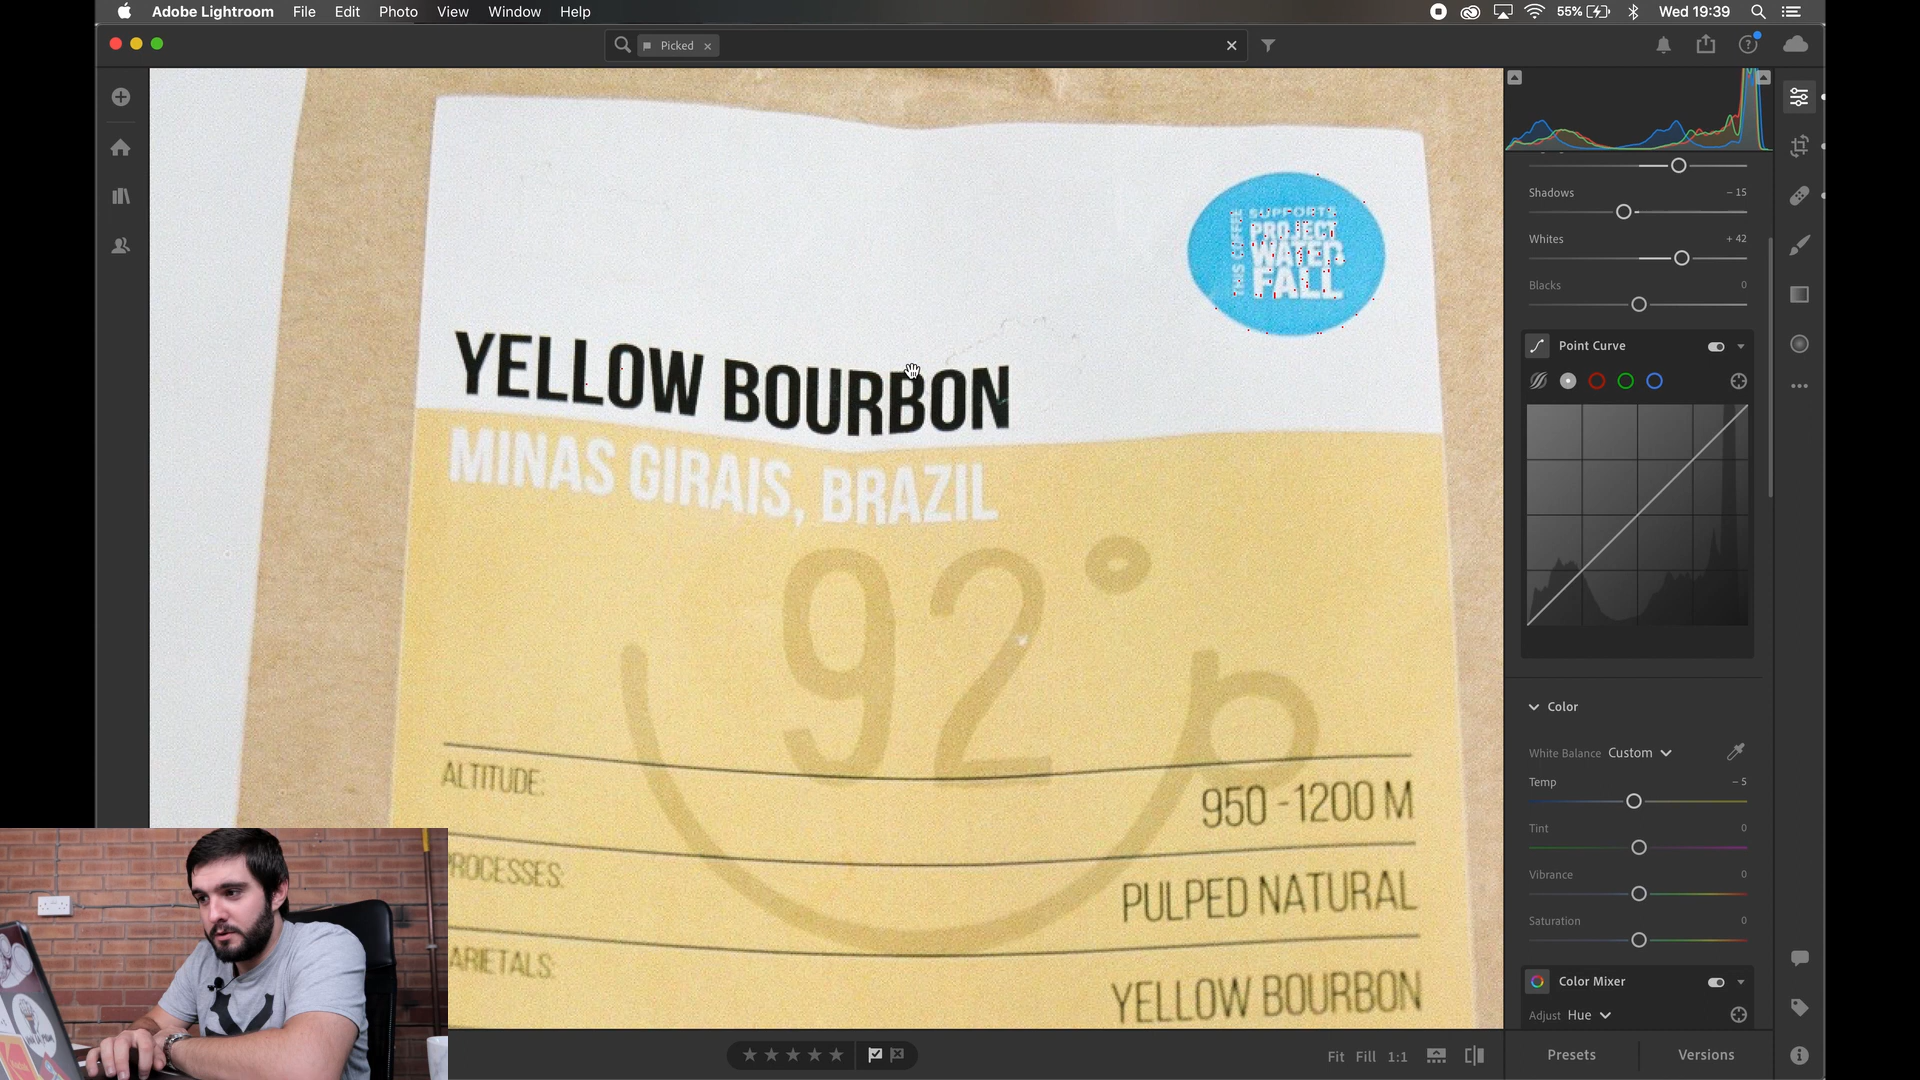 Adobe Lightroom File Edit Photo View Window Help
55% Wed 19:39
Picked
THIS COFFEE
SUPPORTS
PROJECT
WATER
FALL
YELLOW BOURBON
MINAS GIRAIS, BRAZIL
92°
ALTITUDE: 950 -1200 M
PROCESSES: PULPED NATURAL
ARIETALS: YELLOW BOURBON
Shadows - 15
Whites + 42
Blacks 0
Point Curve
Color
White Balance Custom
Temp - 5
Tint 0
Vibrance 0
Saturation 0
Color Mixer
Adjust Hue
Fit Fill 1:1
Presets Versions